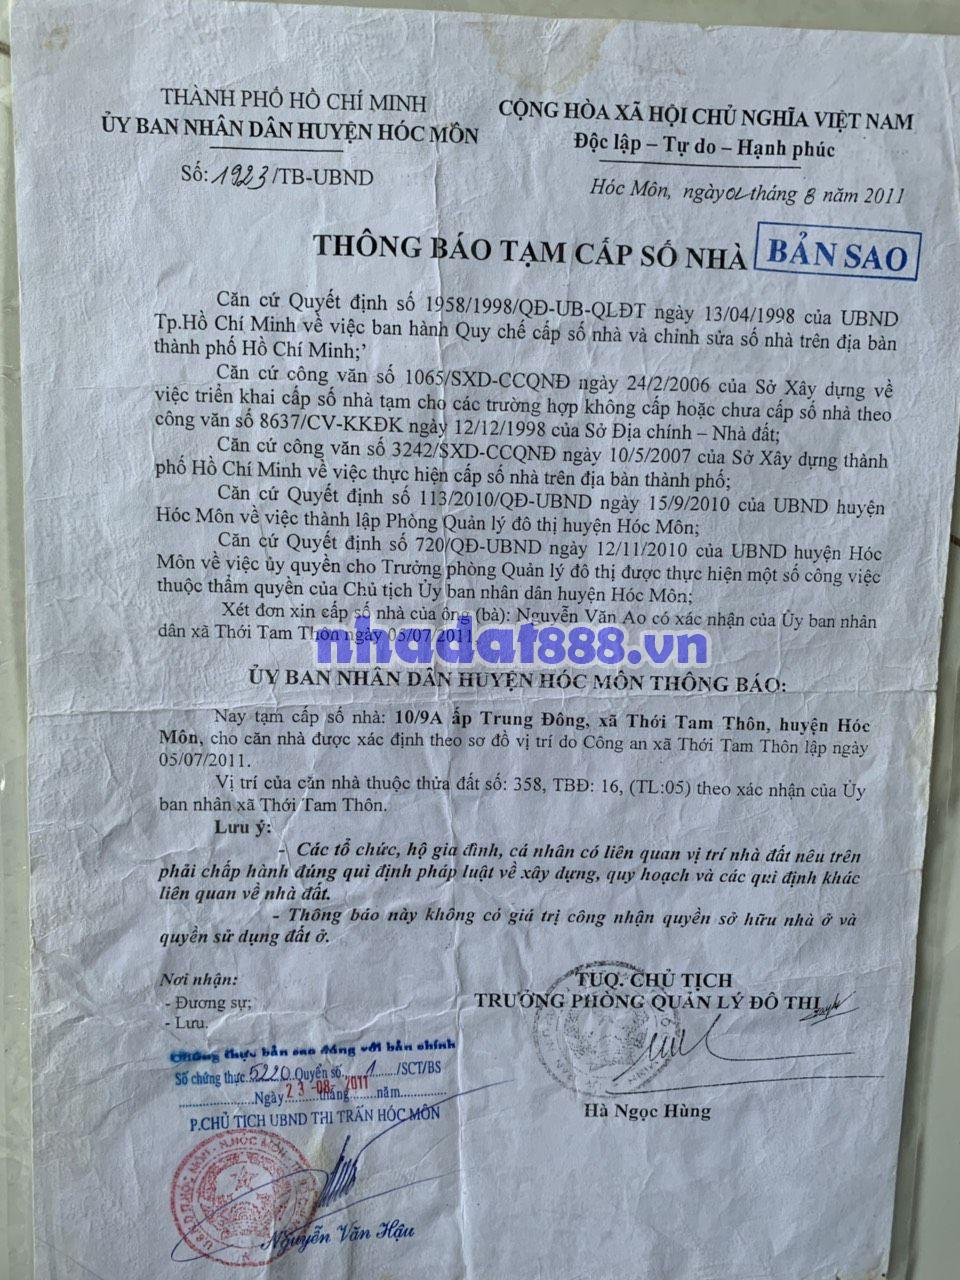 THÀNH PHỐ HỒ CHÍ MINH
ỦY BAN NHÂN DÂN HUYỆN HÓC MÔN
Số: 1923/TB-UBND
CỘNG HÒA XÃ HỘI CHỦ NGHĨA VIỆT NAM
Độc lập – Tự do – Hạnh phúc
Hóc Môn, ngày 02 tháng 8 năm 2011
THÔNG BÁO TẠM CẤP SỐ NHÀ
BẢN SAO
Căn cứ Quyết định số 1958/1998/QĐ-UB-QLĐT ngày 13/04/1998 của UBND
Tp.Hồ Chí Minh về việc ban hành Quy chế cấp số nhà và chỉnh sửa số nhà trên địa bàn
thành phố Hồ Chí Minh;’
Căn cứ công văn số 1065/SXD-CCQNĐ ngày 24/2/2006 của Sở Xây dựng về
việc triển khai cấp số nhà tạm cho các trường hợp không cấp hoặc chưa cấp số nhà theo
công văn số 8637/CV-KKĐK ngày 12/12/1998 của Sở Địa chính – Nhà đất;
Căn cứ công văn số 3242/SXD-CCQNĐ ngày 10/5/2007 của Sở Xây dựng thành
phố Hồ Chí Minh về việc thực hiện cấp số nhà trên địa bàn thành phố;
Căn cứ Quyết định số 113/2010/QĐ-UBND ngày 15/9/2010 của UBND huyện
Hóc Môn về việc thành lập Phòng Quản lý đô thị huyện Hóc Môn;
Căn cứ Quyết định số 720/QĐ-UBND ngày 12/11/2010 của UBND huyện Hóc
Môn về việc ủy quyền cho Trưởng phòng Quản lý đô thị được thực hiện một số công việc
thuộc thẩm quyền của Chủ tịch Ủy ban nhân dân huyện Hóc Môn;
Xét đơn xin cấp số nhà của ông (bà): Nguyễn Văn Ao có xác nhận của Ủy ban nhân
dân xã Thới Tam Thôn ngày 05/07/2011,
nhadat888.vn
ỦY BAN NHÂN DÂN HUYỆN HÓC MÔN THÔNG BÁO:
Nay tạm cấp số nhà: 10/9A ấp Trung Đông, xã Thới Tam Thôn, huyện Hóc
Môn, cho căn nhà được xác định theo sơ đồ vị trí do Công an xã Thới Tam Thôn lập ngày
05/07/2011.
Vị trí của căn nhà thuộc thửa đất số: 358, TBĐ: 16, (TL:05) theo xác nhận của Ủy
ban nhân xã Thới Tam Thôn.
Lưu ý:
- Các tổ chức, hộ gia đình, cá nhân có liên quan vị trí nhà đất nêu trên
phải chấp hành đúng qui định pháp luật về xây dựng, quy hoạch và các qui định khác
liên quan về nhà đất.
- Thông báo này không có giá trị công nhận quyền sở hữu nhà ở và
quyền sử dụng đất ở.
Nơi nhận:
- Đương sự;
- Lưu.
TUQ. CHỦ TỊCH
TRƯỞNG PHÒNG QUẢN LÝ ĐÔ THỊ
Hà Ngọc Hùng
Chứng thực bản sao đúng với bản chính
Số chứng thực 5220 Quyển số 1 /SCT/BS
Ngày 23 -08- 2011 tháng năm
P.CHỦ TỊCH UBND THỊ TRẤN HÓC MÔN
Nguyễn Văn Hậu